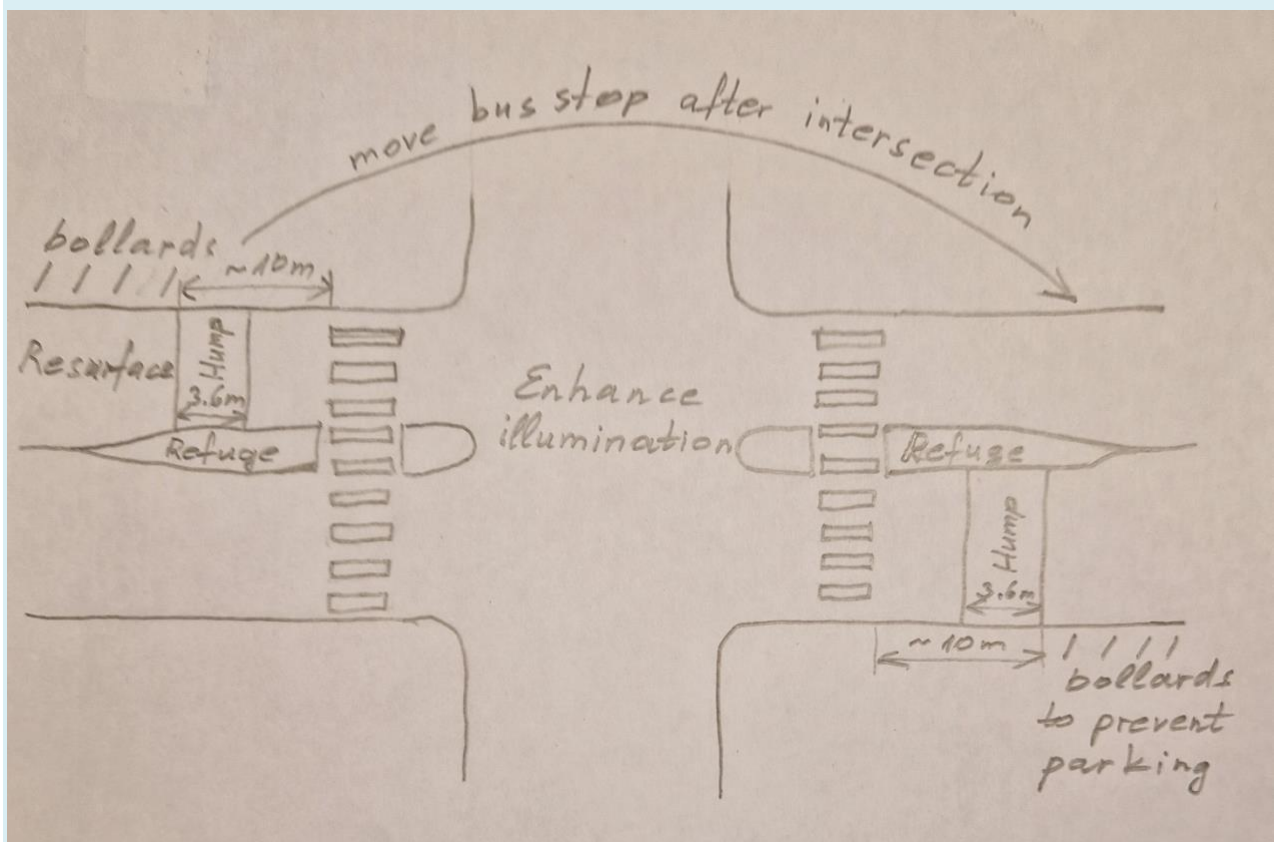 move bus stop after intersection
bollards
~10m
Resurface
Hump
3.6m
Refuge
Enhance
illumination
Refuge
Hump
3.6m
~10m
bollards
to prevent
parking